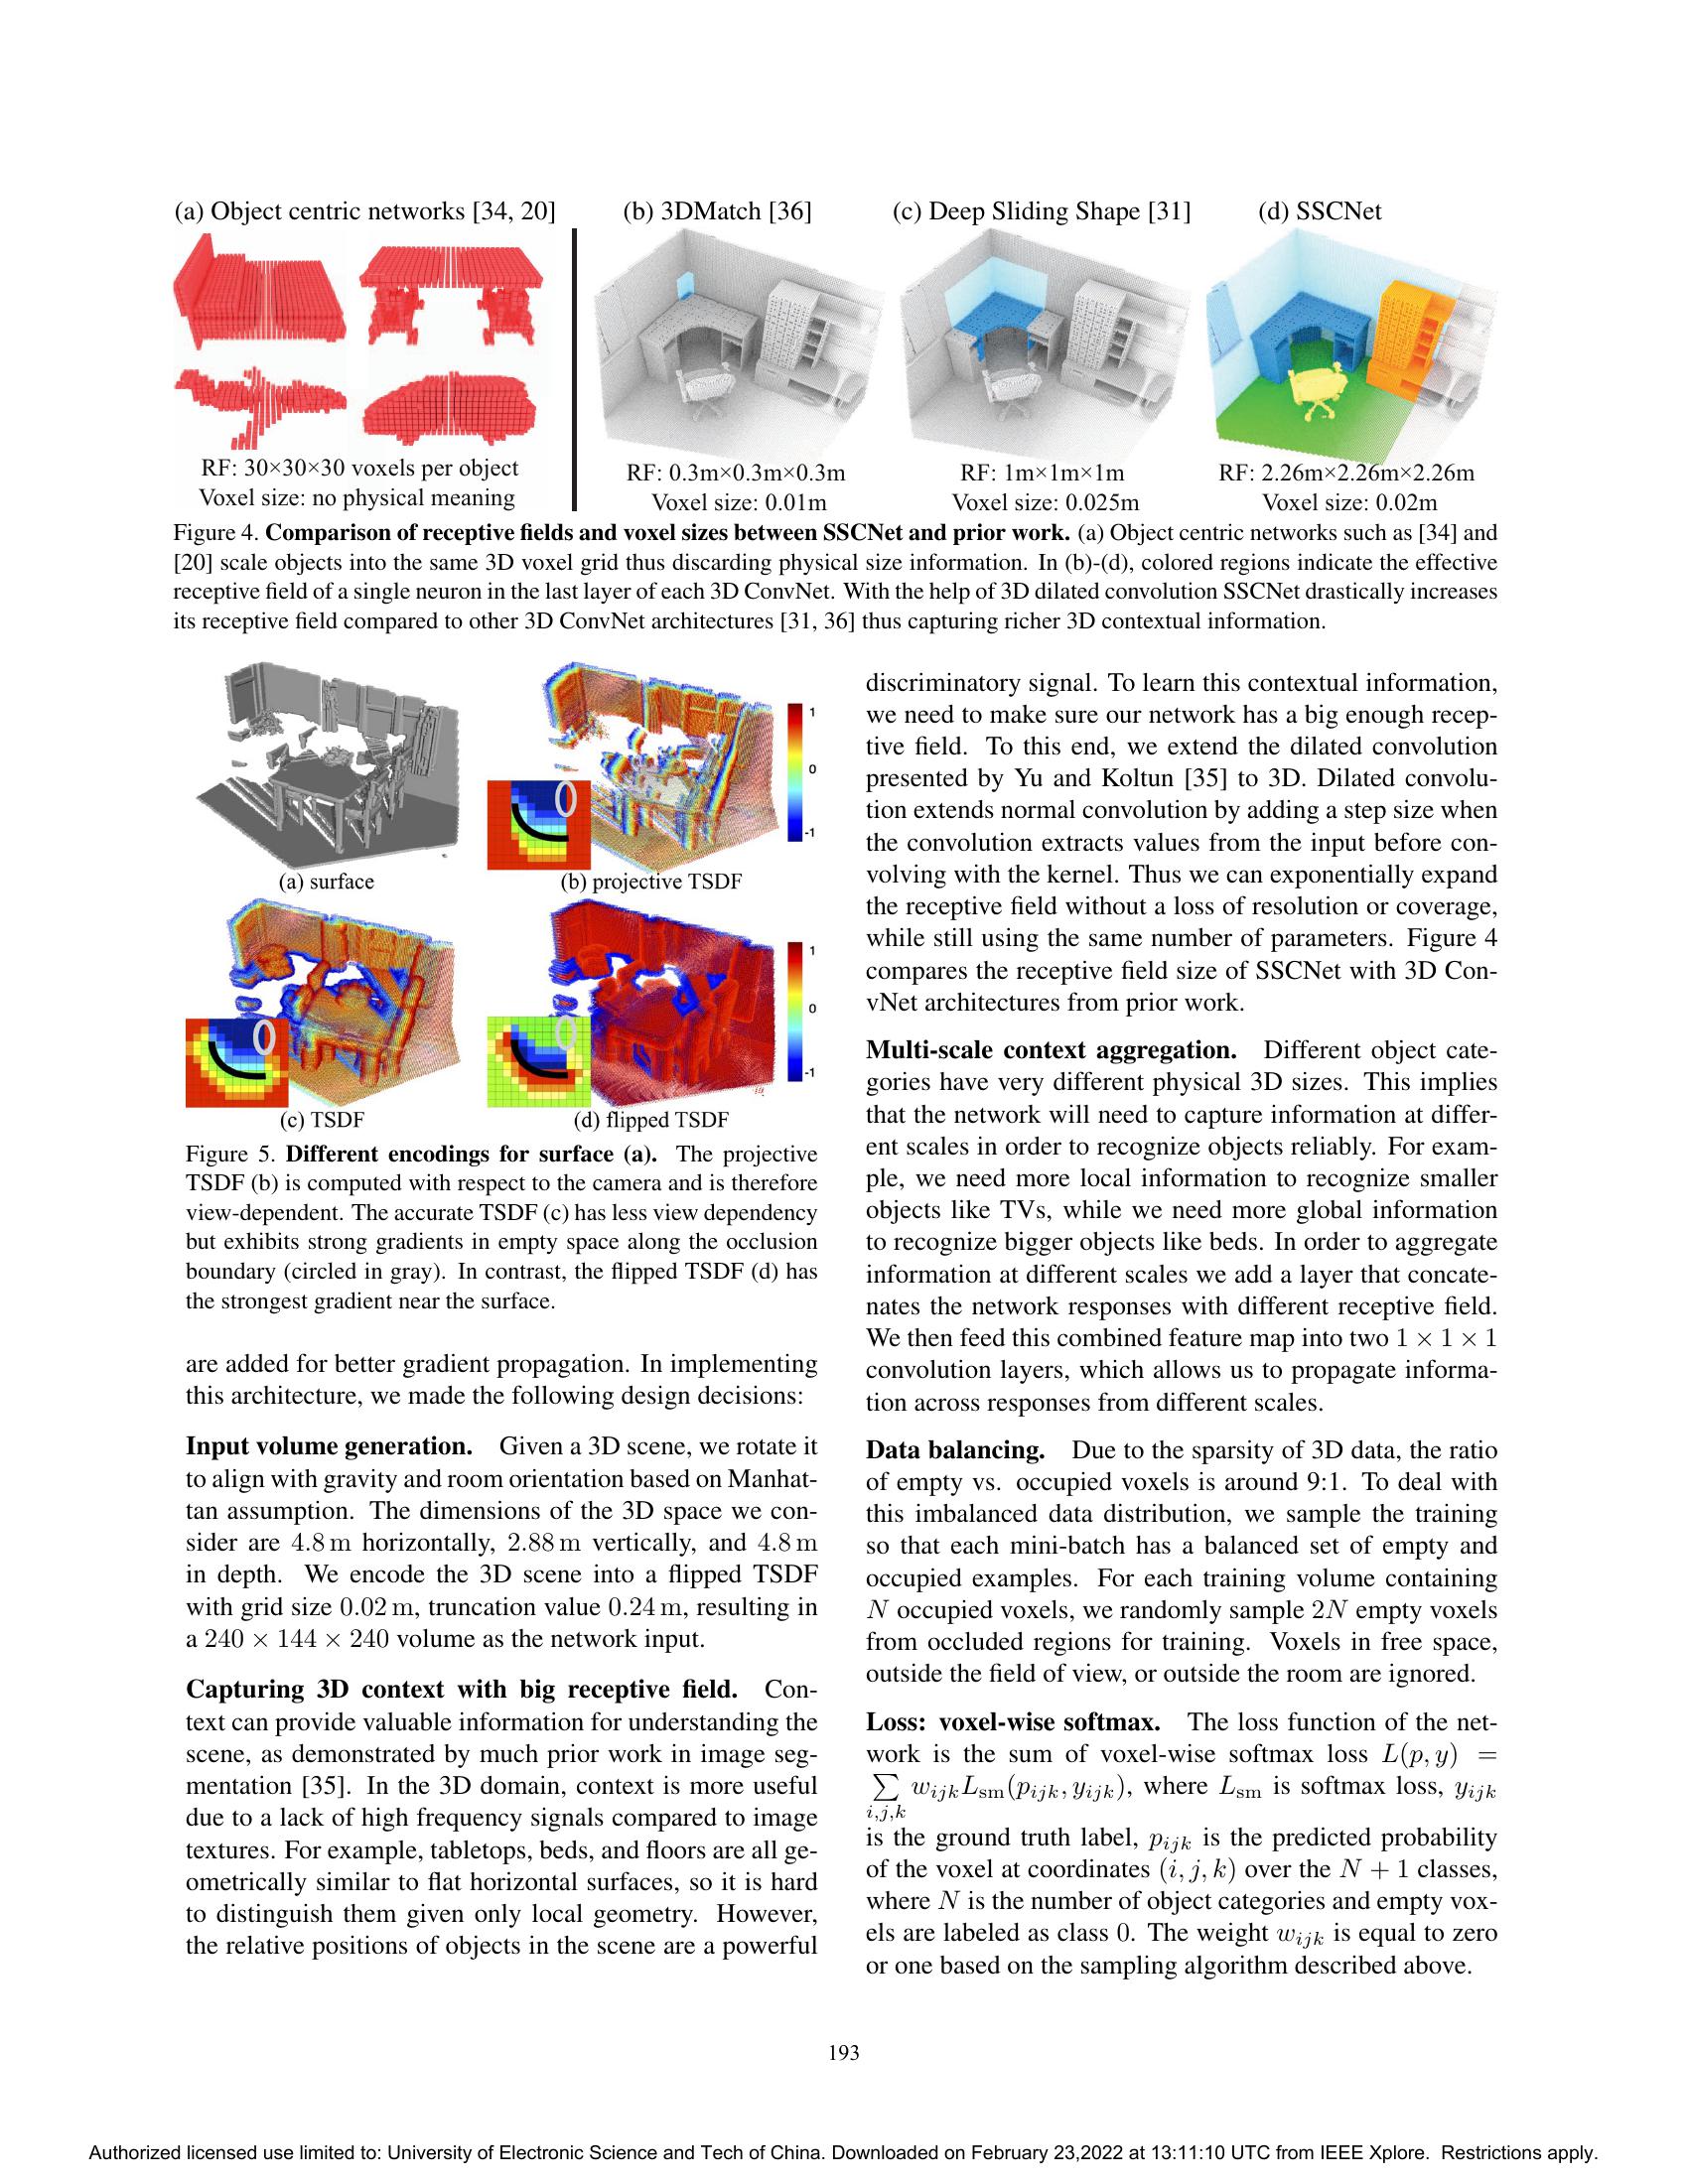 (a) Object centric networks [34, 20]
(b) 3DMatch [36]
(c) Deep Sliding Shape [31]
(d) SSCNet
RF: 30×30×30 voxels per object
Voxel size: no physical meaning
RF: 0.3m×0.3m×0.3m
Voxel size: 0.01m
RF: 1m×1m×1m
Voxel size: 0.025m
RF: 2.26m×2.26m×2.26m
Voxel size: 0.02m
Figure 4. Comparison of receptive fields and voxel sizes between SSCNet and prior work. (a) Object centric networks such as [34] and
[20] scale objects into the same 3D voxel grid thus discarding physical size information. In (b)-(d), colored regions indicate the effective
receptive field of a single neuron in the last layer of each 3D ConvNet. With the help of 3D dilated convolution SSCNet drastically increases
its receptive field compared to other 3D ConvNet architectures [31, 36] thus capturing richer 3D contextual information.
1
0
-1
(a) surface
(b) projective TSDF
1
0
-1
(c) TSDF
(d) flipped TSDF
Figure 5. Different encodings for surface (a). The projective
TSDF (b) is computed with respect to the camera and is therefore
view-dependent. The accurate TSDF (c) has less view dependency
but exhibits strong gradients in empty space along the occlusion
boundary (circled in gray). In contrast, the flipped TSDF (d) has
the strongest gradient near the surface.
are added for better gradient propagation. In implementing
this architecture, we made the following design decisions:
Input volume generation. Given a 3D scene, we rotate it
to align with gravity and room orientation based on Manhat-
tan assumption. The dimensions of the 3D space we con-
sider are 4.8 m horizontally, 2.88 m vertically, and 4.8 m
in depth. We encode the 3D scene into a flipped TSDF
with grid size 0.02 m, truncation value 0.24 m, resulting in
a 240 × 144 × 240 volume as the network input.
Capturing 3D context with big receptive field. Con-
text can provide valuable information for understanding the
scene, as demonstrated by much prior work in image seg-
mentation [35]. In the 3D domain, context is more useful
due to a lack of high frequency signals compared to image
textures. For example, tabletops, beds, and floors are all ge-
ometrically similar to flat horizontal surfaces, so it is hard
to distinguish them given only local geometry. However,
the relative positions of objects in the scene are a powerful
discriminatory signal. To learn this contextual information,
we need to make sure our network has a big enough recep-
tive field. To this end, we extend the dilated convolution
presented by Yu and Koltun [35] to 3D. Dilated convolu-
tion extends normal convolution by adding a step size when
the convolution extracts values from the input before con-
volving with the kernel. Thus we can exponentially expand
the receptive field without a loss of resolution or coverage,
while still using the same number of parameters. Figure 4
compares the receptive field size of SSCNet with 3D Con-
vNet architectures from prior work.
Multi-scale context aggregation. Different object cate-
gories have very different physical 3D sizes. This implies
that the network will need to capture information at differ-
ent scales in order to recognize objects reliably. For exam-
ple, we need more local information to recognize smaller
objects like TVs, while we need more global information
to recognize bigger objects like beds. In order to aggregate
information at different scales we add a layer that concate-
nates the network responses with different receptive field.
We then feed this combined feature map into two 1 × 1 × 1
convolution layers, which allows us to propagate informa-
tion across responses from different scales.
Data balancing. Due to the sparsity of 3D data, the ratio
of empty vs. occupied voxels is around 9:1. To deal with
this imbalanced data distribution, we sample the training
so that each mini-batch has a balanced set of empty and
occupied examples. For each training volume containing
N occupied voxels, we randomly sample 2N empty voxels
from occluded regions for training. Voxels in free space,
outside the field of view, or outside the room are ignored.
Loss: voxel-wise softmax. The loss function of the net-
work is the sum of voxel-wise softmax loss L(p, y) =
∑ w_{ijk}L_{sm}(p_{ijk}, y_{ijk}), where L_{sm} is softmax loss, y_{ijk}
i,j,k
is the ground truth label, p_{ijk} is the predicted probability
of the voxel at coordinates (i, j, k) over the N + 1 classes,
where N is the number of object categories and empty vox-
els are labeled as class 0. The weight w_{ijk} is equal to zero
or one based on the sampling algorithm described above.
193
Authorized licensed use limited to: University of Electronic Science and Tech of China. Downloaded on February 23,2022 at 13:11:10 UTC from IEEE Xplore. Restrictions apply.